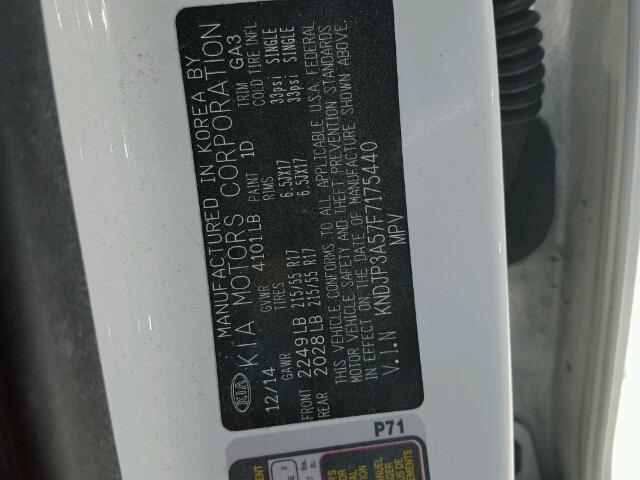 MANUFACTURED IN KOREA BY
KIA KIA MOTORS CORPORATION
12/14 GVWR 4101LB PAINT 1D TRIM GA3
GAWR TIRES RIMS COLD TIRE INFL
FRONT 2249LB 215/55 R17 6.5JX17 33psi SINGLE
REAR 2028LB 215/55 R17 6.5JX17 33psi SINGLE
THIS VEHICLE CONFORMS TO ALL APPLICABLE U.S.A. FEDERAL
MOTOR VEHICLE SAFETY AND THEFT PREVENTION STANDARDS
IN EFFECT ON THE DATE OF MANUFACTURE SHOWN ABOVE.
V.I.N KNDJP3A57F7175440
MPV
P71
MANUEL